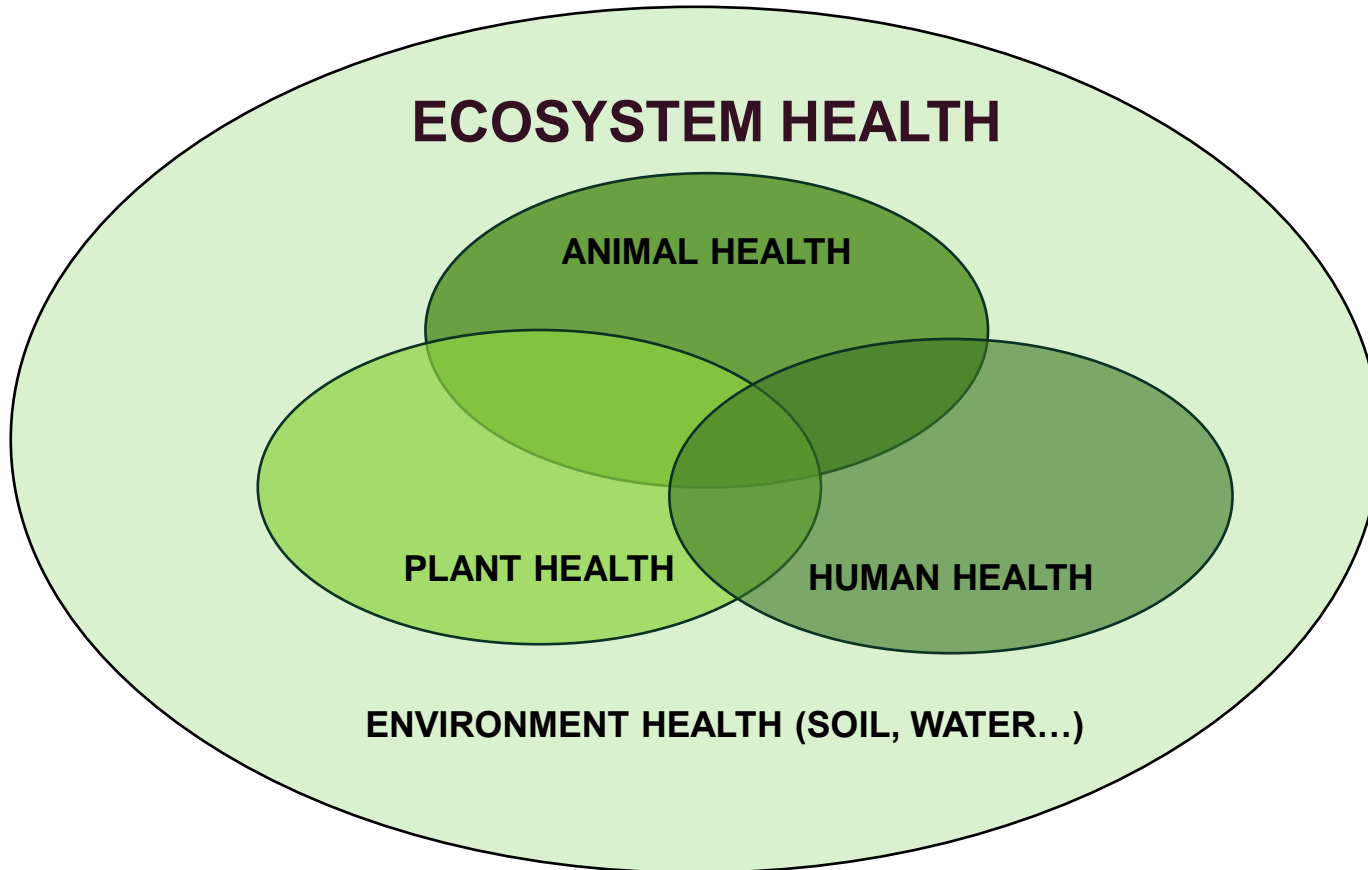 ECOSYSTEM HEALTH
ANIMAL HEALTH
PLANT HEALTH
HUMAN HEALTH
ENVIRONMENT HEALTH (SOIL, WATER…)